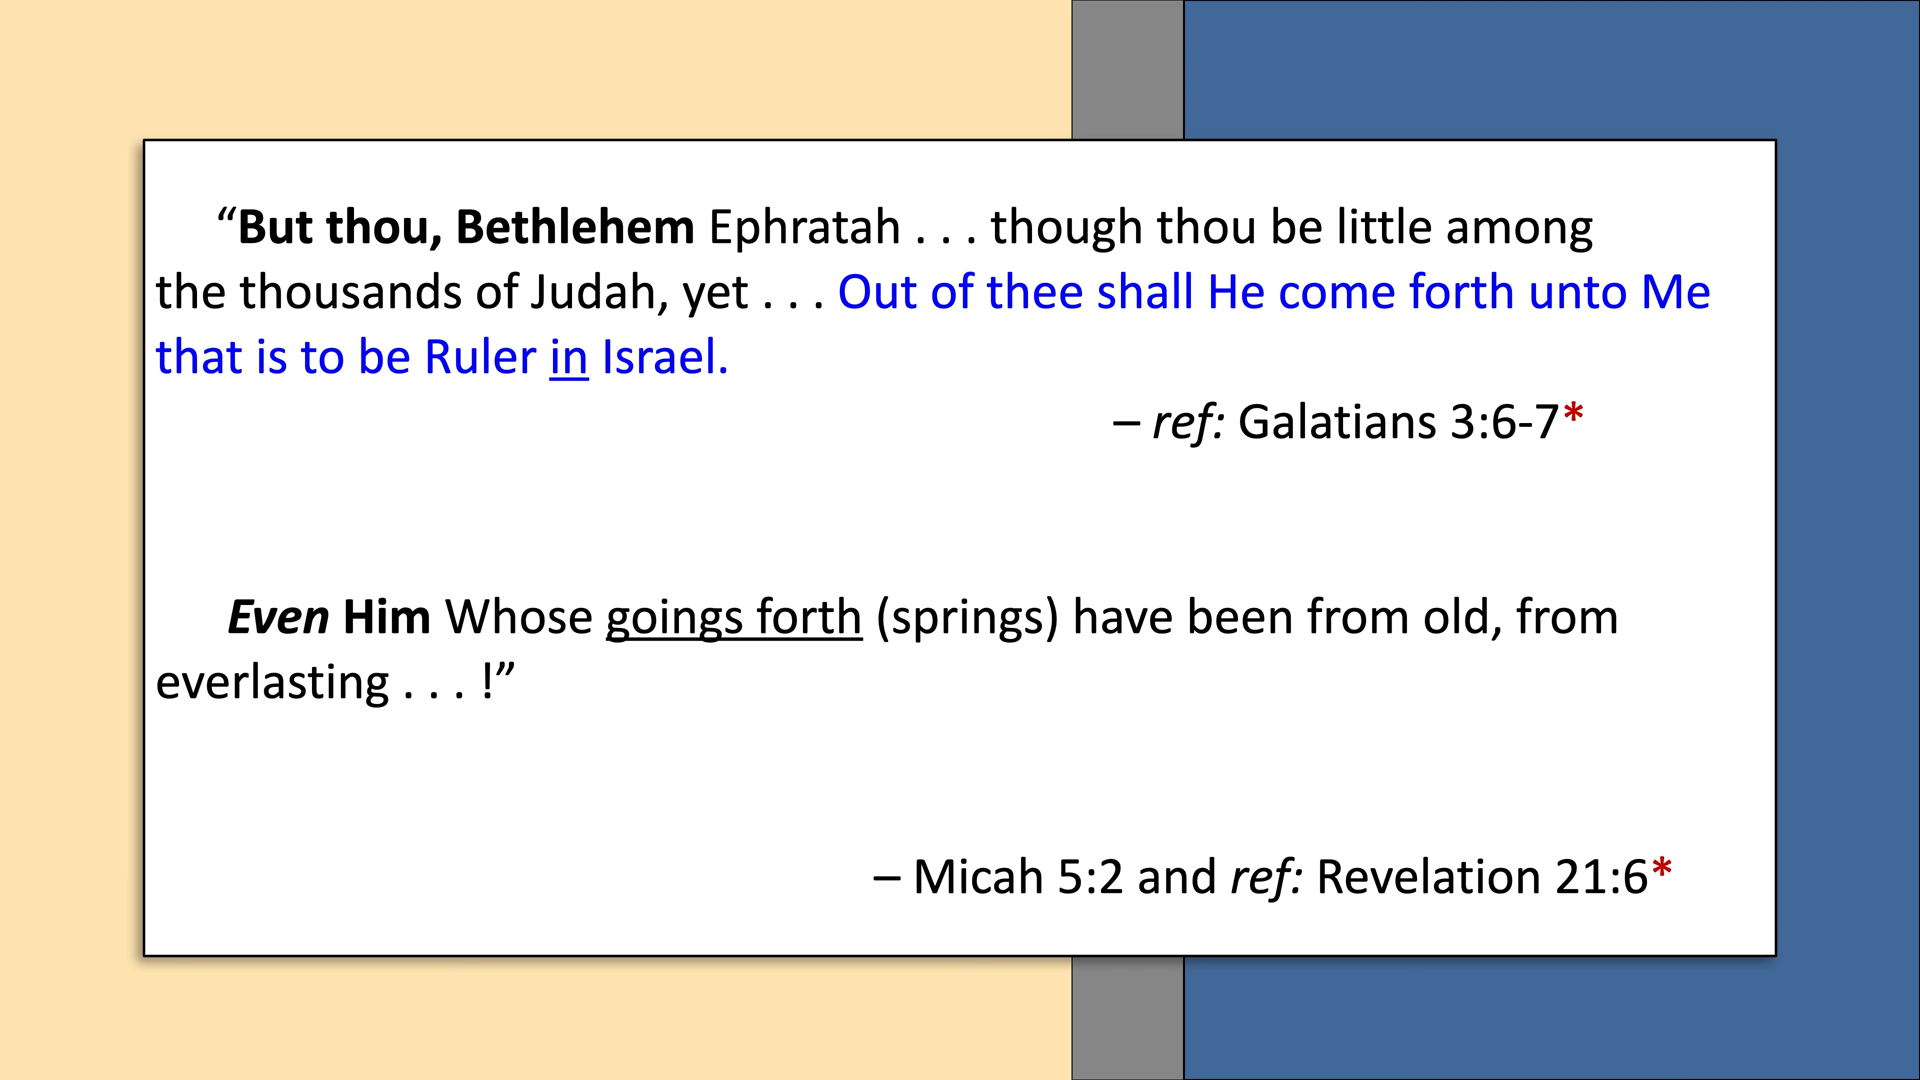 “But thou, Bethlehem Ephratah . . . though thou be little among
the thousands of Judah, yet . . . Out of thee shall He come forth unto Me
that is to be Ruler in Israel.
– ref: Galatians 3:6-7*
Even Him Whose goings forth (springs) have been from old, from
everlasting . . . !”
– Micah 5:2 and ref: Revelation 21:6*